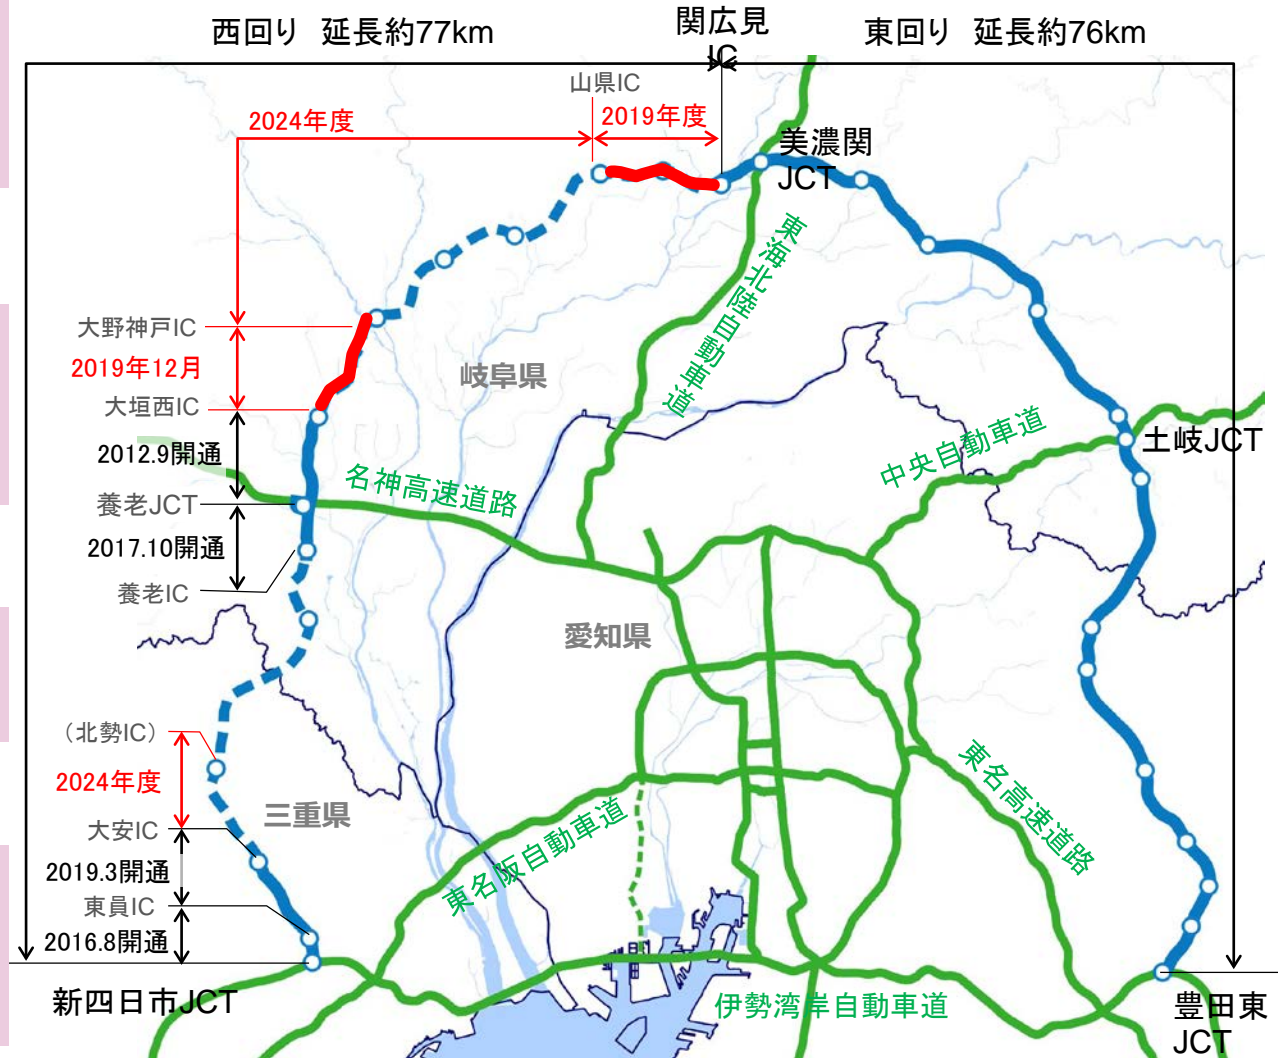 西回り 延長約77km
関広見
IC
東回り 延長約76km
山県IC
2024年度
2019年度
美濃関
JCT
東海北陸自動車道
大野神戸IC
2019年12月
岐阜県
大垣西IC
2012.9開通
名神高速道路
中央自動車道
土岐JCT
養老JCT
2017.10開通
養老IC
愛知県
（北勢IC）
2024年度
三重県
大安IC
2019.3開通
東名阪自動車道
東名高速道路
東員IC
2016.8開通
新四日市JCT
伊勢湾岸自動車道
豊田東
JCT